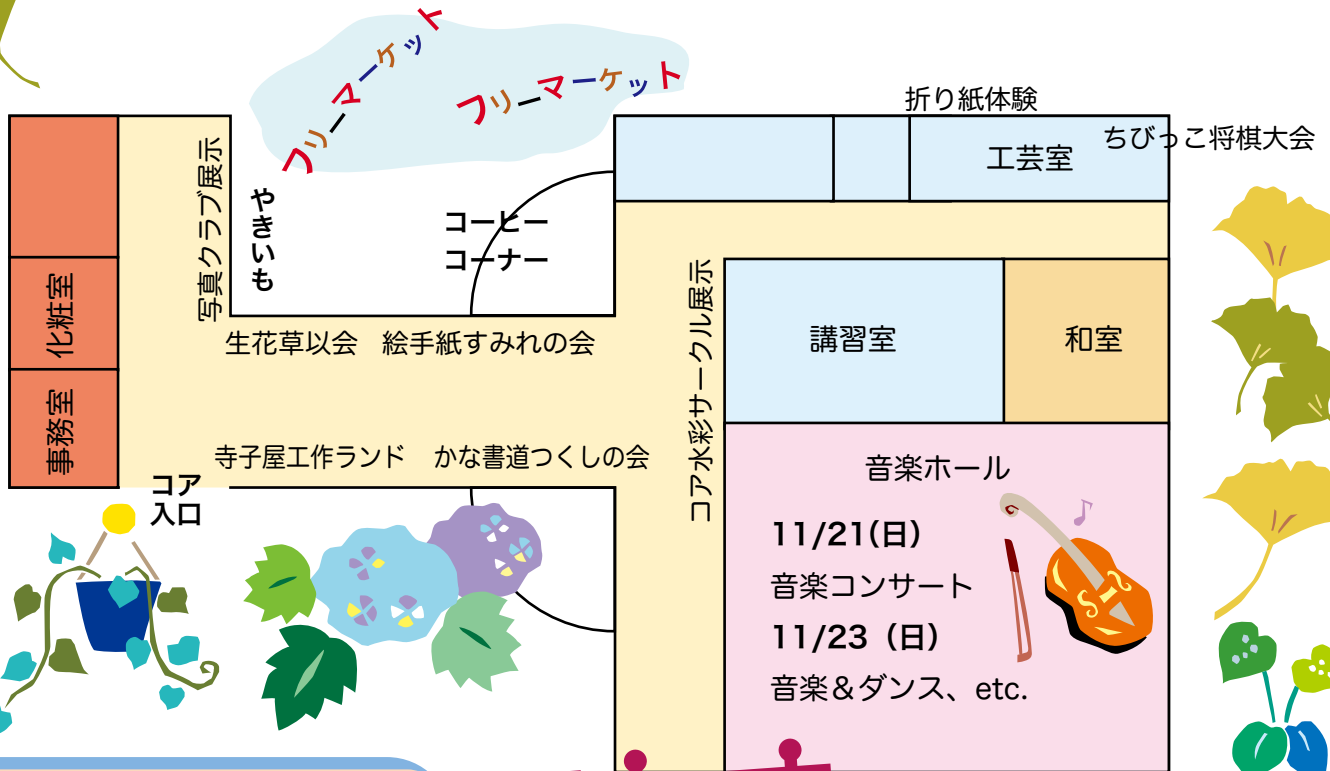 フリーマーケット
フリーマーケット
折り紙体験
ちびっこ将棋大会
工芸室
写真クラブ展示
やきいも
コーヒー
コーナー
化粧室
生花草以会　絵手紙すみれの会
コア水彩サークル展示
講習室
和室
事務室
寺子屋工作ランド　かな書道つくしの会
コア
入口
音楽ホール
11/21(日)
音楽コンサート
11/23（日）
音楽＆ダンス、etc.